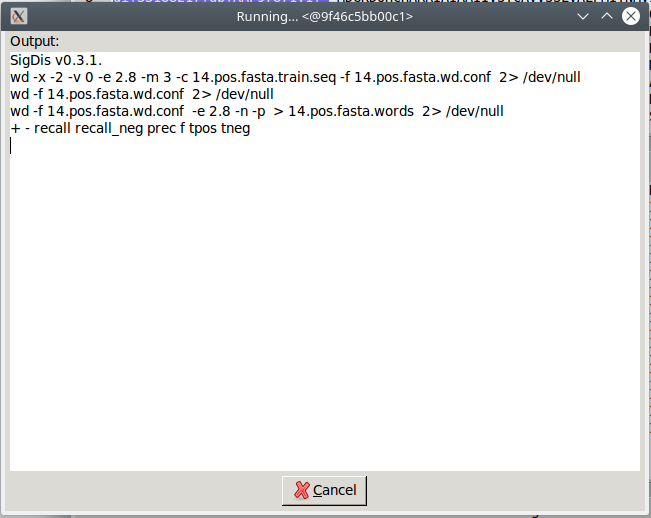 Running... <@9f46c5bb00c1>
Output:
SigDis v0.3.1.
wd -x -2 -v 0 -e 2.8 -m 3 -c 14.pos.fasta.train.seq -f 14.pos.fasta.wd.conf  2> /dev/null
wd -f 14.pos.fasta.wd.conf  2> /dev/null
wd -f 14.pos.fasta.wd.conf  -e 2.8 -n -p  > 14.pos.fasta.words  2> /dev/null
+ - recall recall_neg prec f tpos tneg
Cancel